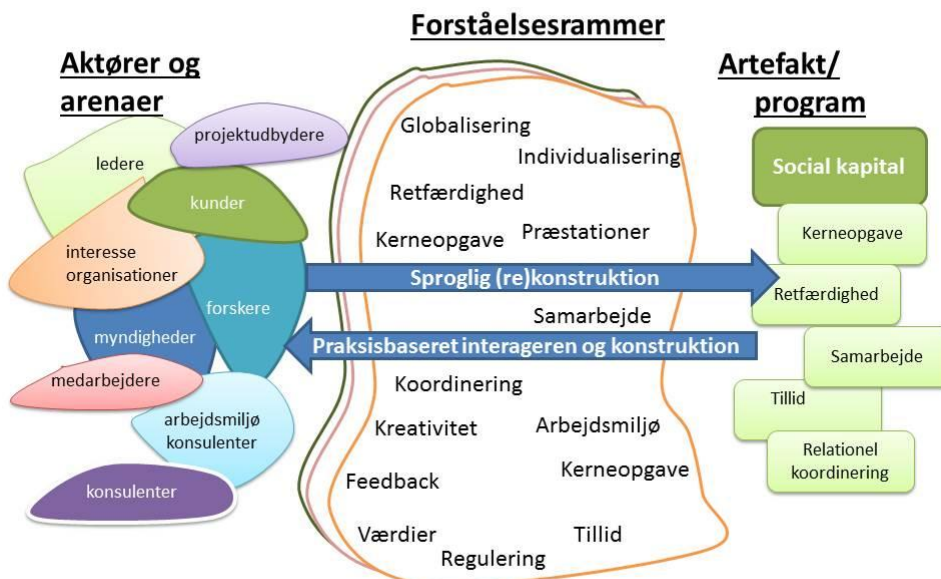 Forståelsesrammer
Aktører og
arenaer
projektudbydere
ledere
kunder
interesse
organisationer
forskere
myndigheder
medarbejdere
arbejdsmiljø
konsulenter
konsulenter
Globalisering
Individualisering
Retfærdighed
Kerneopgave
Præstationer
Sproglig (re)konstruktion
Samarbejde
Praksisbaseret interageren og konstruktion
Koordinering
Kreativitet
Arbejdsmiljø
Kerneopgave
Feedback
Værdier
Tillid
Regulering
Artefakt/
program
Social kapital
Kerneopgave
Retfærdighed
Samarbejde
Tillid
Relationel
koordinering